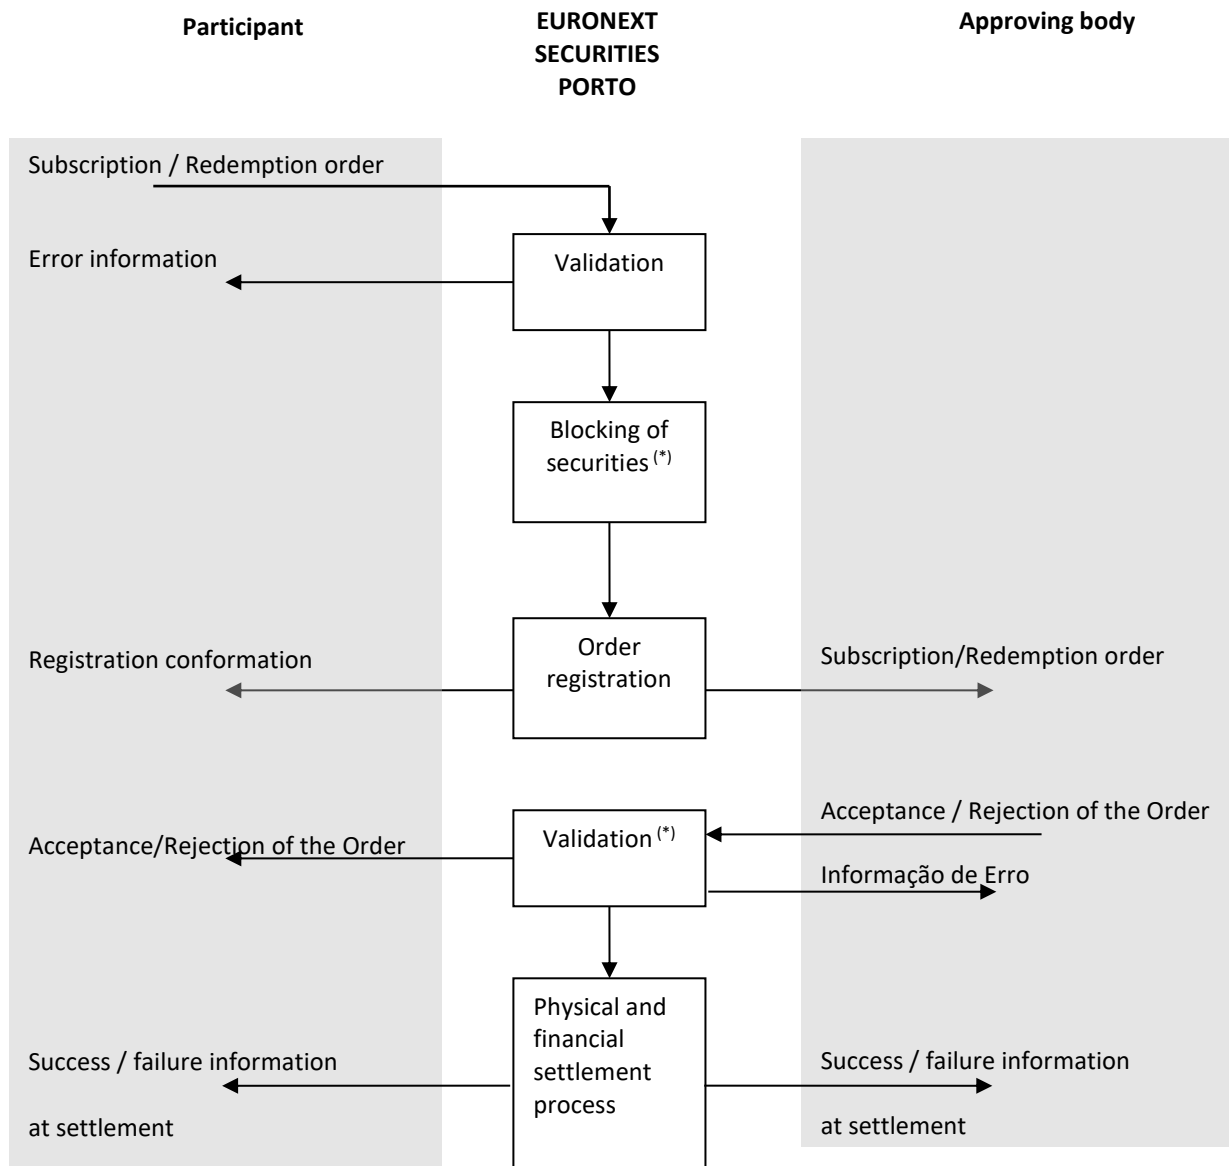 Participant
EURONEXT
SECURITIES
PORTO
Approving body
Subscription / Redemption order
Error information
Validation
Blocking of
securities (*)
Order
registration
Registration conformation
Subscription/Redemption order
Acceptance / Rejection of the Order
Validation (*)
Acceptance/Rejection of the Order
Informação de Erro
Physical and
financial
settlement
process
Success / failure information
at settlement
Success / failure information
at settlement